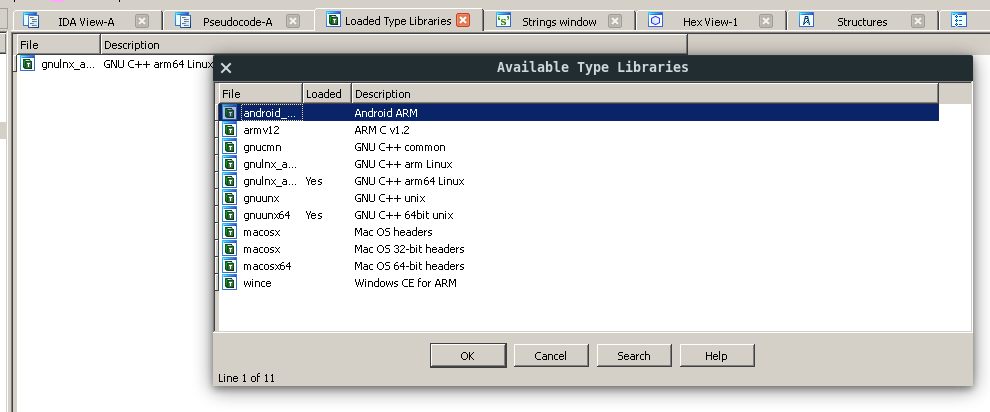 IDA View-A Pseudocode-A Loaded Type Libraries Strings window Hex View-1 Structures
File Description
gnulnx_a... GNU C++ arm64 Linux
Available Type Libraries
File Loaded Description
android_... Android ARM
armv12 ARM C v1.2
gnucmn GNU C++ common
gnulnx_a... GNU C++ arm Linux
gnulnx_a... Yes GNU C++ arm64 Linux
gnuunx GNU C++ unix
gnuunx64 Yes GNU C++ 64bit unix
macosx Mac OS headers
macosx Mac OS 32-bit headers
macosx64 Mac OS 64-bit headers
wince Windows CE for ARM
OK Cancel Search Help
Line 1 of 11